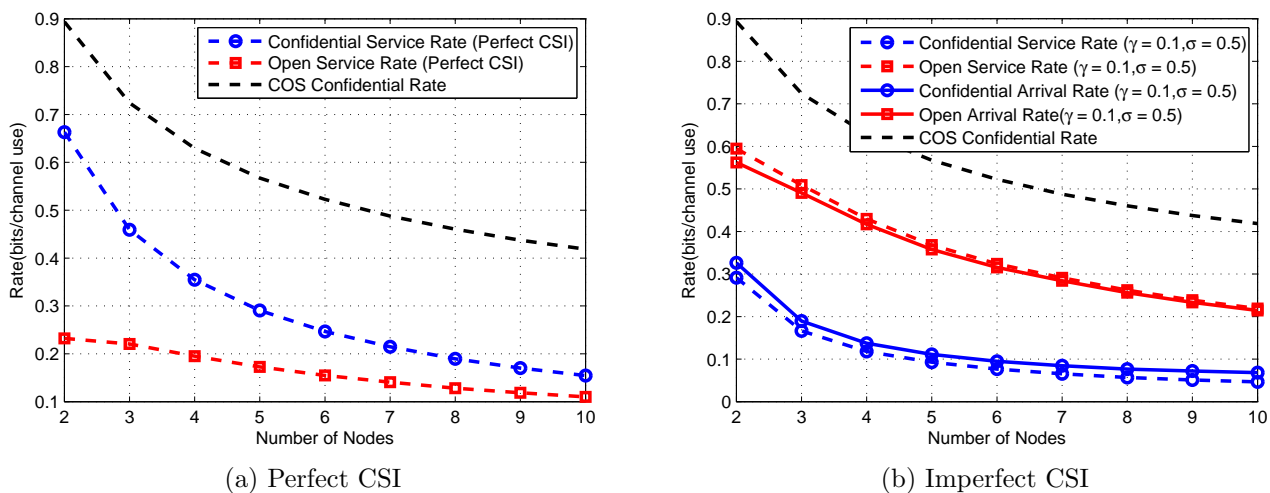 0.9
0.8
0.7
0.6
0.5
0.4
0.3
0.2
0.1
Rate(bits/channel use)
Confidential Service Rate (Perfect CSI)
Open Service Rate (Perfect CSI)
COS Confidential Rate
2 3 4 5 6 7 8 9 10
Number of Nodes
(a) Perfect CSI
0.9
0.8
0.7
0.6
0.5
0.4
0.3
0.2
0.1
0
Rate(bits/channel use)
Confidential Service Rate (γ = 0.1,σ = 0.5)
Open Service Rate (γ = 0.1,σ = 0.5)
Confidential Arrival Rate (γ = 0.1,σ = 0.5)
Open Arrival Rate(γ = 0.1,σ = 0.5)
COS Confidential Rate
2 3 4 5 6 7 8 9 10
Number of Nodes
(b) Imperfect CSI